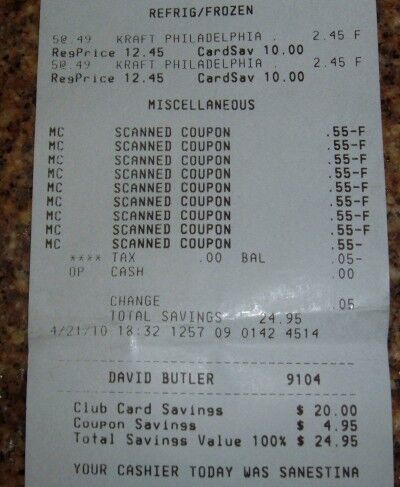 REFRIG/FROZEN
5@.49 KRAFT PHILADELPHIA . 2.45 F
RegPrice 12.45 CardSav 10.00
5@.49 KRAFT PHILADELPHIA . 2.45 F
RegPrice 12.45 CardSav 10.00
MISCELLANEOUS
MC SCANNED COUPON .55-F
MC SCANNED COUPON .55-F
MC SCANNED COUPON .55-F
MC SCANNED COUPON .55-F
MC SCANNED COUPON .55-F
MC SCANNED COUPON .55-F
MC SCANNED COUPON .55-F
MC SCANNED COUPON .55-F
MC SCANNED COUPON .55-
**** TAX .00 BAL .05-
OP CASH .00
CHANGE .05
TOTAL SAVINGS 24.95
4/21/10 18:32 1257 09 0142 4514
DAVID BUTLER 9104
Club Card Savings $ 20.00
Coupon Savings $ 4.95
Total Savings Value 100% $ 24.95
YOUR CASHIER TODAY WAS SANESTINA